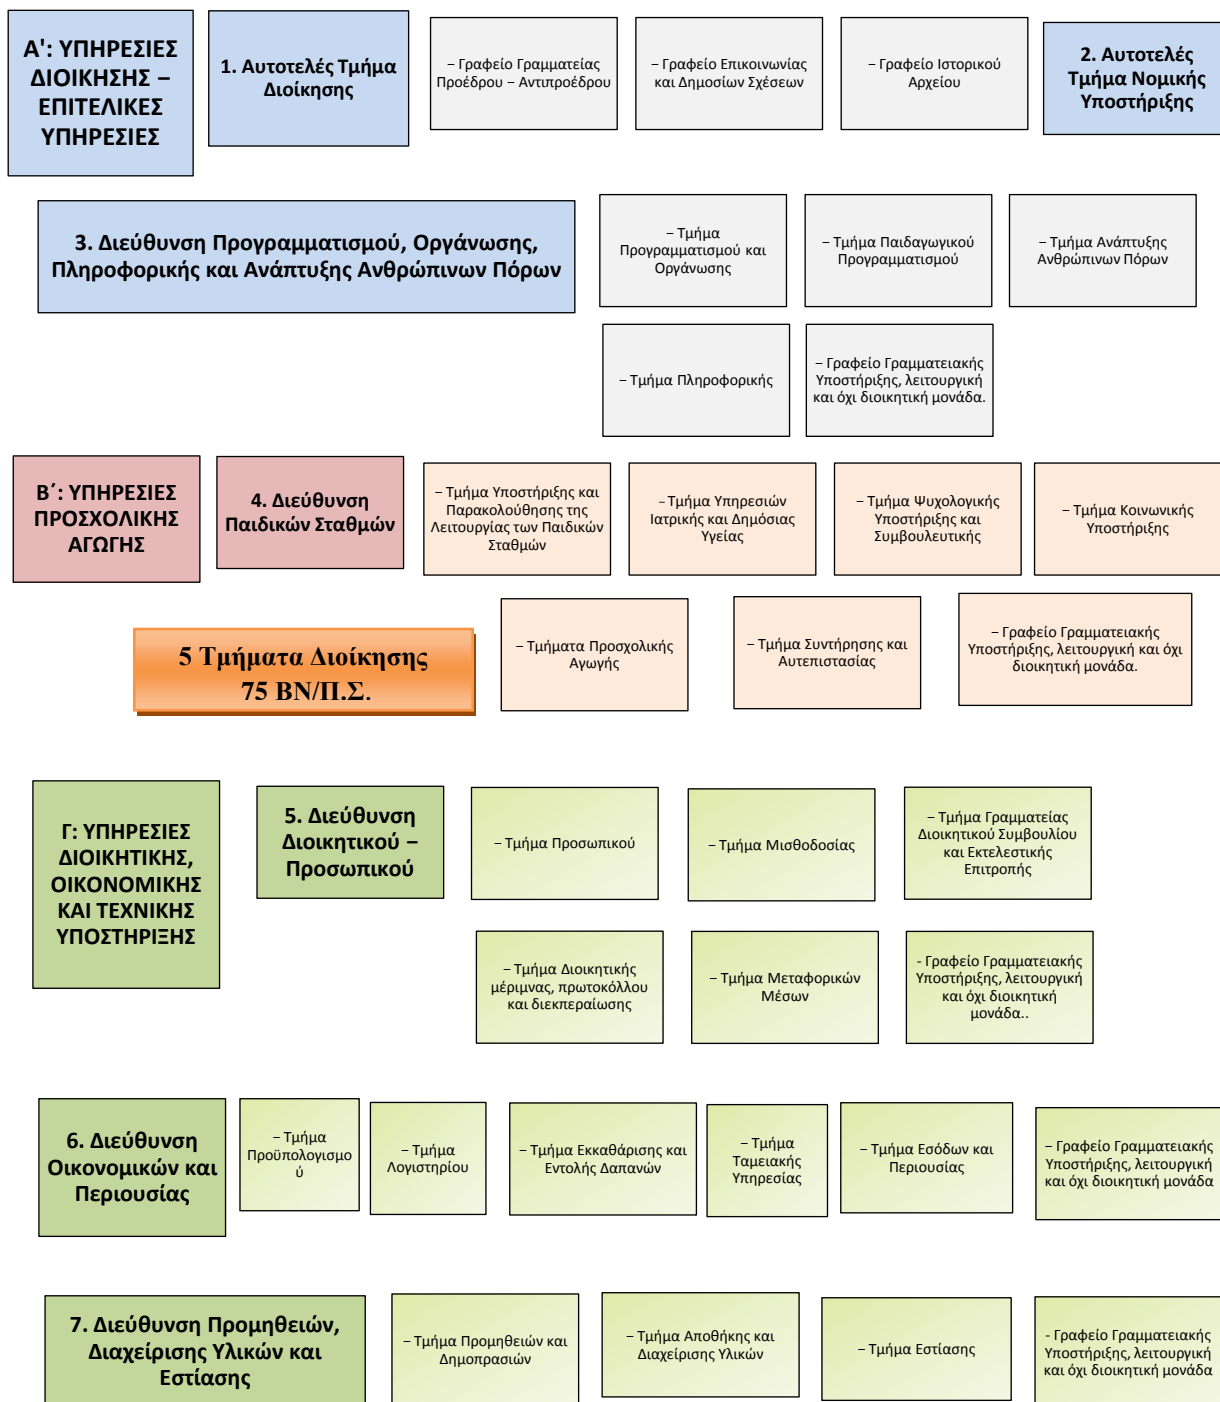 Α': ΥΠΗΡΕΣΙΕΣ
ΔΙΟΙΚΗΣΗΣ –
ΕΠΙΤΕΛΙΚΕΣ
ΥΠΗΡΕΣΙΕΣ
1. Αυτοτελές Τμήμα
Διοίκησης
– Γραφείο Γραμματείας
Προέδρου – Αντιπροέδρου
– Γραφείο Επικοινωνίας
και Δημοσίων Σχέσεων
– Γραφείο Ιστορικού
Αρχείου
2. Αυτοτελές
Τμήμα Νομικής
Υποστήριξης
3. Διεύθυνση Προγραμματισμού, Οργάνωσης,
Πληροφορικής και Ανάπτυξης Ανθρώπινων Πόρων
– Τμήμα
Προγραμματισμού και
Οργάνωσης
– Τμήμα Παιδαγωγικού
Προγραμματισμού
– Τμήμα Ανάπτυξης
Ανθρώπινων Πόρων
– Τμήμα Πληροφορικής
– Γραφείο Γραμματειακής
Υποστήριξης, λειτουργική
και όχι διοικητική μονάδα.
Β΄: ΥΠΗΡΕΣΙΕΣ
ΠΡΟΣΧΟΛΙΚΗΣ
ΑΓΩΓΗΣ
4. Διεύθυνση
Παιδικών Σταθμών
– Τμήμα Υποστήριξης και
Παρακολούθησης της
Λειτουργίας των Παιδικών
Σταθμών
– Τμήμα Υπηρεσιών
Ιατρικής και Δημόσιας
Υγείας
– Τμήμα Ψυχολογικής
Υποστήριξης και
Συμβουλευτικής
– Τμήμα Κοινωνικής
Υποστήριξης
5 Τμήματα Διοίκησης
75 ΒΝ/Π.Σ.
– Τμήματα Προσχολικής
Αγωγής
– Τμήμα Συντήρησης και
Αυτεπιστασίας
– Γραφείο Γραμματειακής
Υποστήριξης, λειτουργική και όχι
διοικητική μονάδα.
Γ: ΥΠΗΡΕΣΙΕΣ
ΔΙΟΙΚΗΤΙΚΗΣ,
ΟΙΚΟΝΟΜΙΚΗΣ
ΚΑΙ ΤΕΧΝΙΚΗΣ
ΥΠΟΣΤΗΡΙΞΗΣ
5. Διεύθυνση
Διοικητικού –
Προσωπικού
– Τμήμα Προσωπικού
– Τμήμα Μισθοδοσίας
– Τμήμα Γραμματείας
Διοικητικού Συμβουλίου
και Εκτελεστικής
Επιτροπής
– Τμήμα Διοικητικής
μέριμνας, πρωτοκόλλου
και διεκπεραίωσης
– Τμήμα Μεταφορικών
Μέσων
- Γραφείο Γραμματειακής
Υποστήριξης, λειτουργική
και όχι διοικητική
μονάδα..
6. Διεύθυνση
Οικονομικών και
Περιουσίας
– Τμήμα
Προϋπολογισμο
ύ
– Τμήμα
Λογιστηρίου
– Τμήμα Εκκαθάρισης και
Εντολής Δαπανών
– Τμήμα
Ταμειακής
Υπηρεσίας
– Τμήμα Εσόδων και
Περιουσίας
– Γραφείο Γραμματειακής
Υποστήριξης, λειτουργική
και όχι διοικητική μονάδα
7. Διεύθυνση Προμηθειών,
Διαχείρισης Υλικών και
Εστίασης
– Τμήμα Προμηθειών και
Δημοπρασιών
– Τμήμα Αποθήκης και
Διαχείρισης Υλικών
– Τμήμα Εστίασης
- Γραφείο Γραμματειακής
Υποστήριξης, λειτουργική
και όχι διοικητική μονάδα